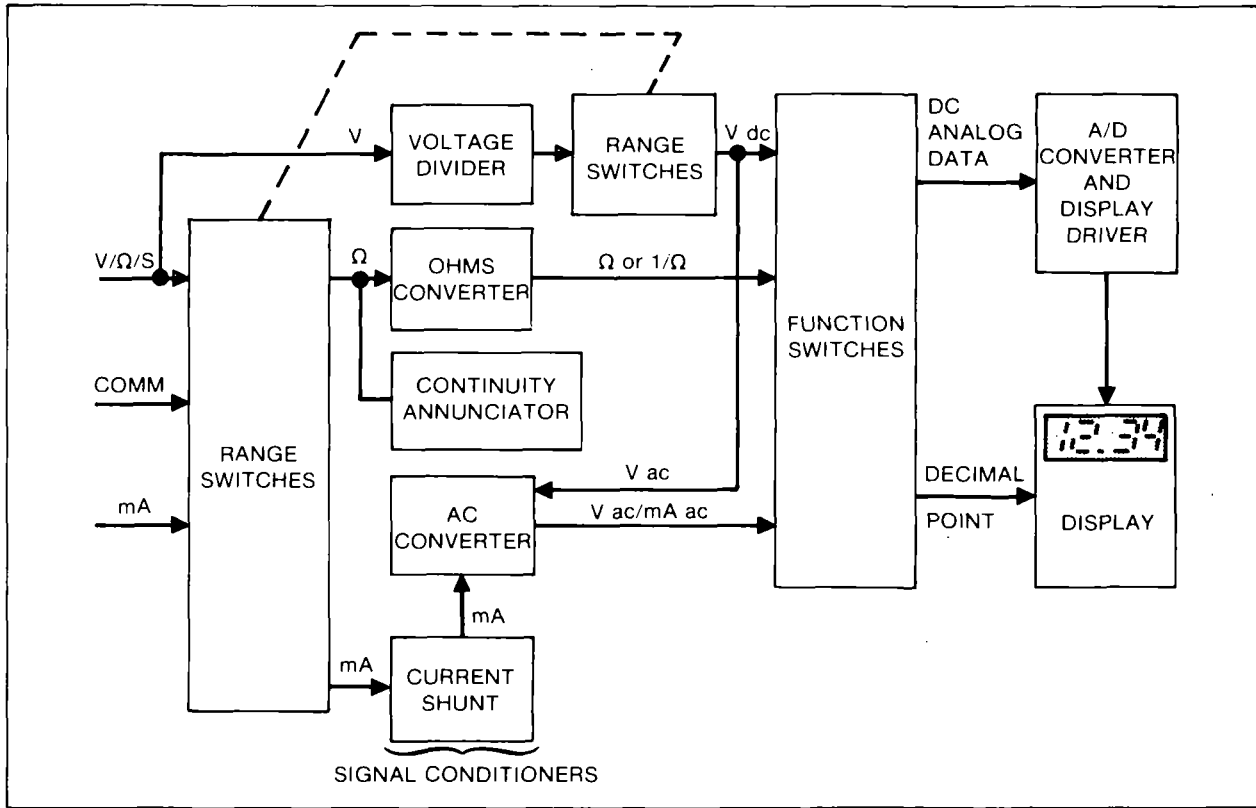 V
VOLTAGE
DIVIDER
RANGE
SWITCHES
V dc
DC
ANALOG
DATA
A/D
CONVERTER
AND
DISPLAY
DRIVER
V/Ω/S
Ω
OHMS
CONVERTER
Ω or 1/Ω
FUNCTION
SWITCHES
COMM
CONTINUITY
ANNUNCIATOR
RANGE
SWITCHES
12.34
mA
V ac
AC
CONVERTER
V ac/mA ac
DECIMAL
POINT
DISPLAY
mA
mA
CURRENT
SHUNT
SIGNAL CONDITIONERS